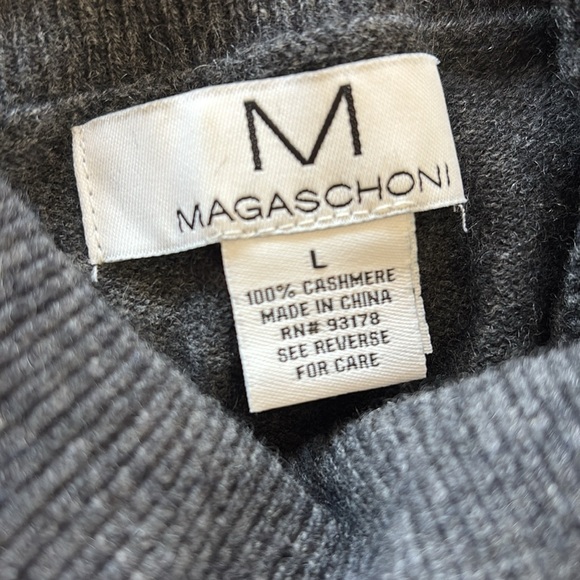 M
MAGASCHONI
L
100% CASHMERE
MADE IN CHINA
RN# 93178
SEE REVERSE
FOR CARE